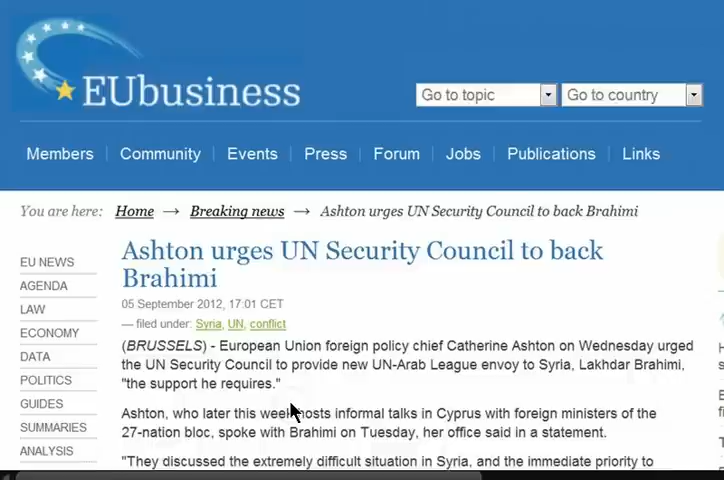 EUbusiness
Go to topic
Go to country
Members
Community
Events
Press
Forum
Jobs
Publications
Links
You are here: Home → Breaking news → Ashton urges UN Security Council to back Brahimi
EU NEWS
AGENDA
LAW
ECONOMY
DATA
POLITICS
GUIDES
SUMMARIES
ANALYSIS
Ashton urges UN Security Council to back
Brahimi
05 September 2012, 17:01 CET
— filed under: Syria, UN, conflict
(BRUSSELS) - European Union foreign policy chief Catherine Ashton on Wednesday urged
the UN Security Council to provide new UN-Arab League envoy to Syria, Lakhdar Brahimi,
"the support he requires."
Ashton, who later this week hosts informal talks in Cyprus with foreign ministers of the
27-nation bloc, spoke with Brahimi on Tuesday, her office said in a statement.
"They discussed the extremely difficult situation in Syria, and the immediate priority to